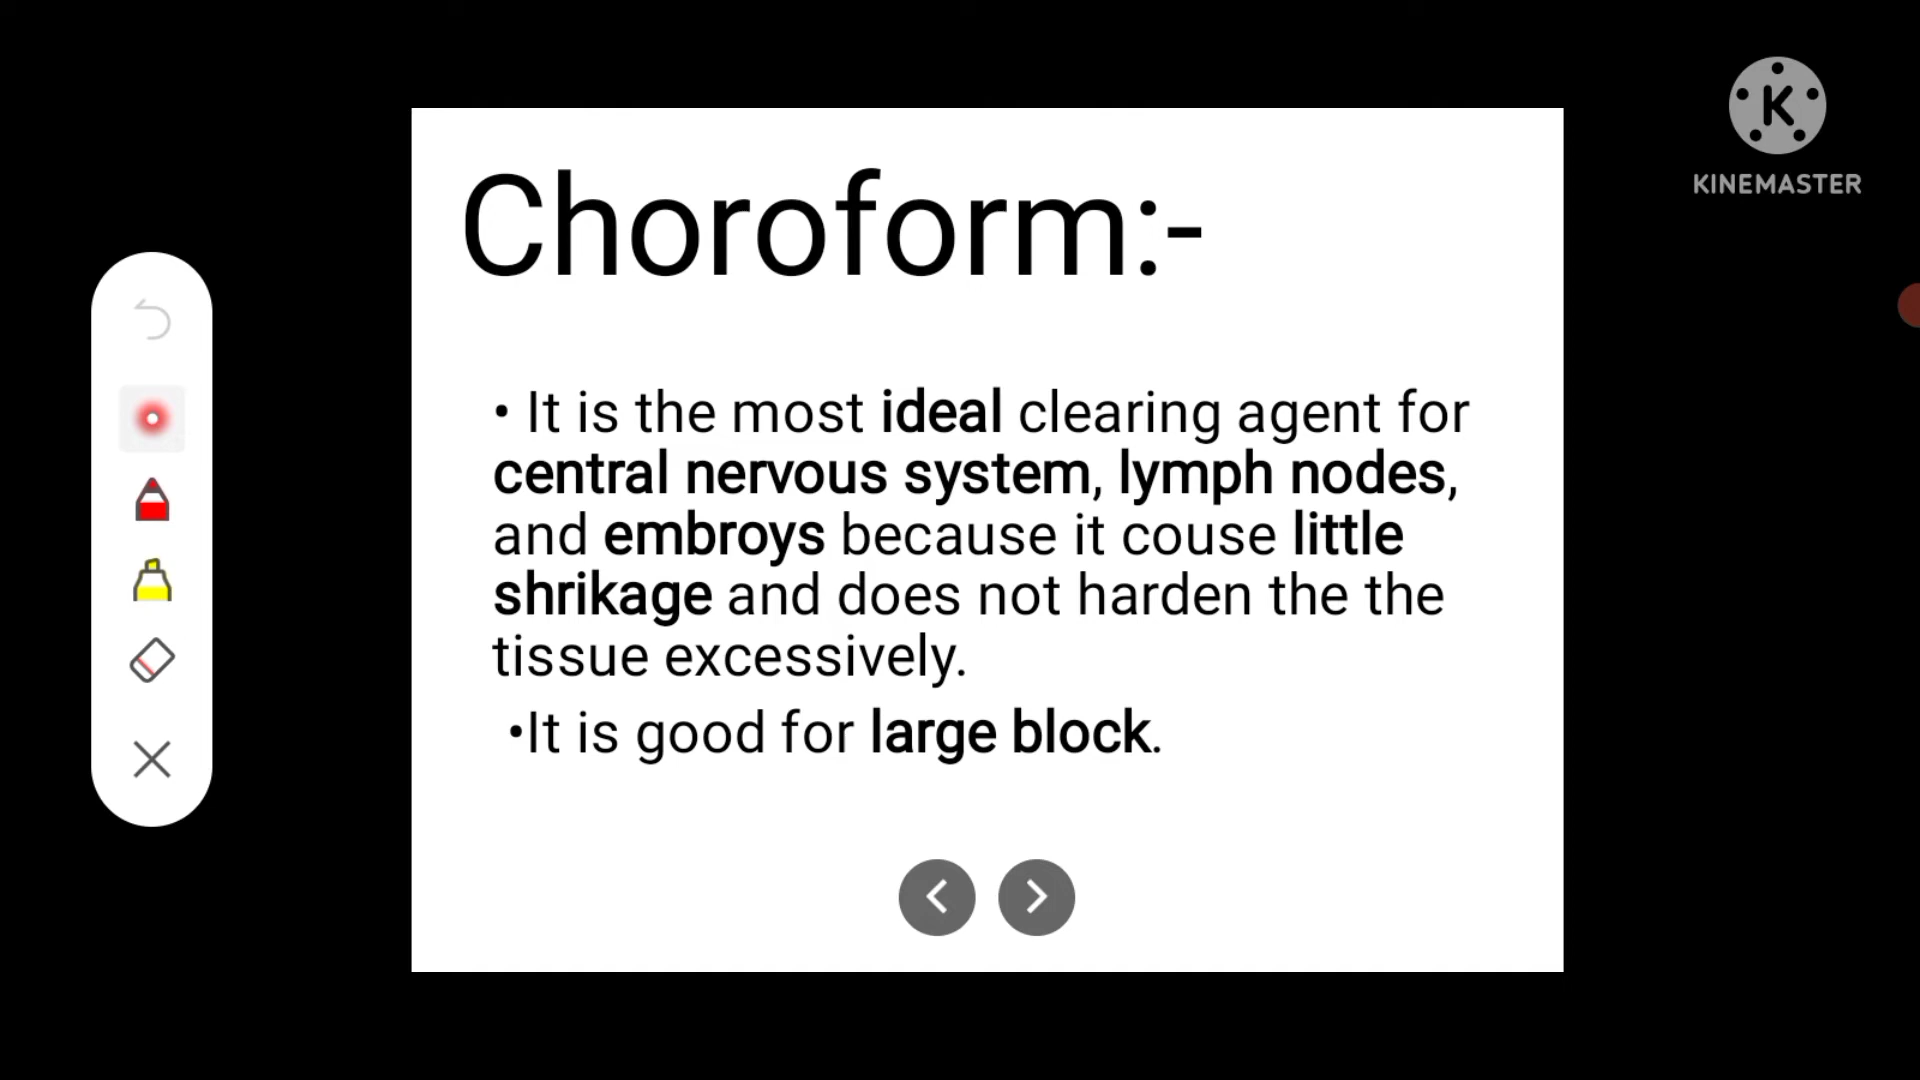 KINEMASTER
Choroform:-
• It is the most ideal clearing agent for
central nervous system, lymph nodes,
and embroys because it couse little
shrikage and does not harden the the
tissue excessively.
•It is good for large block.